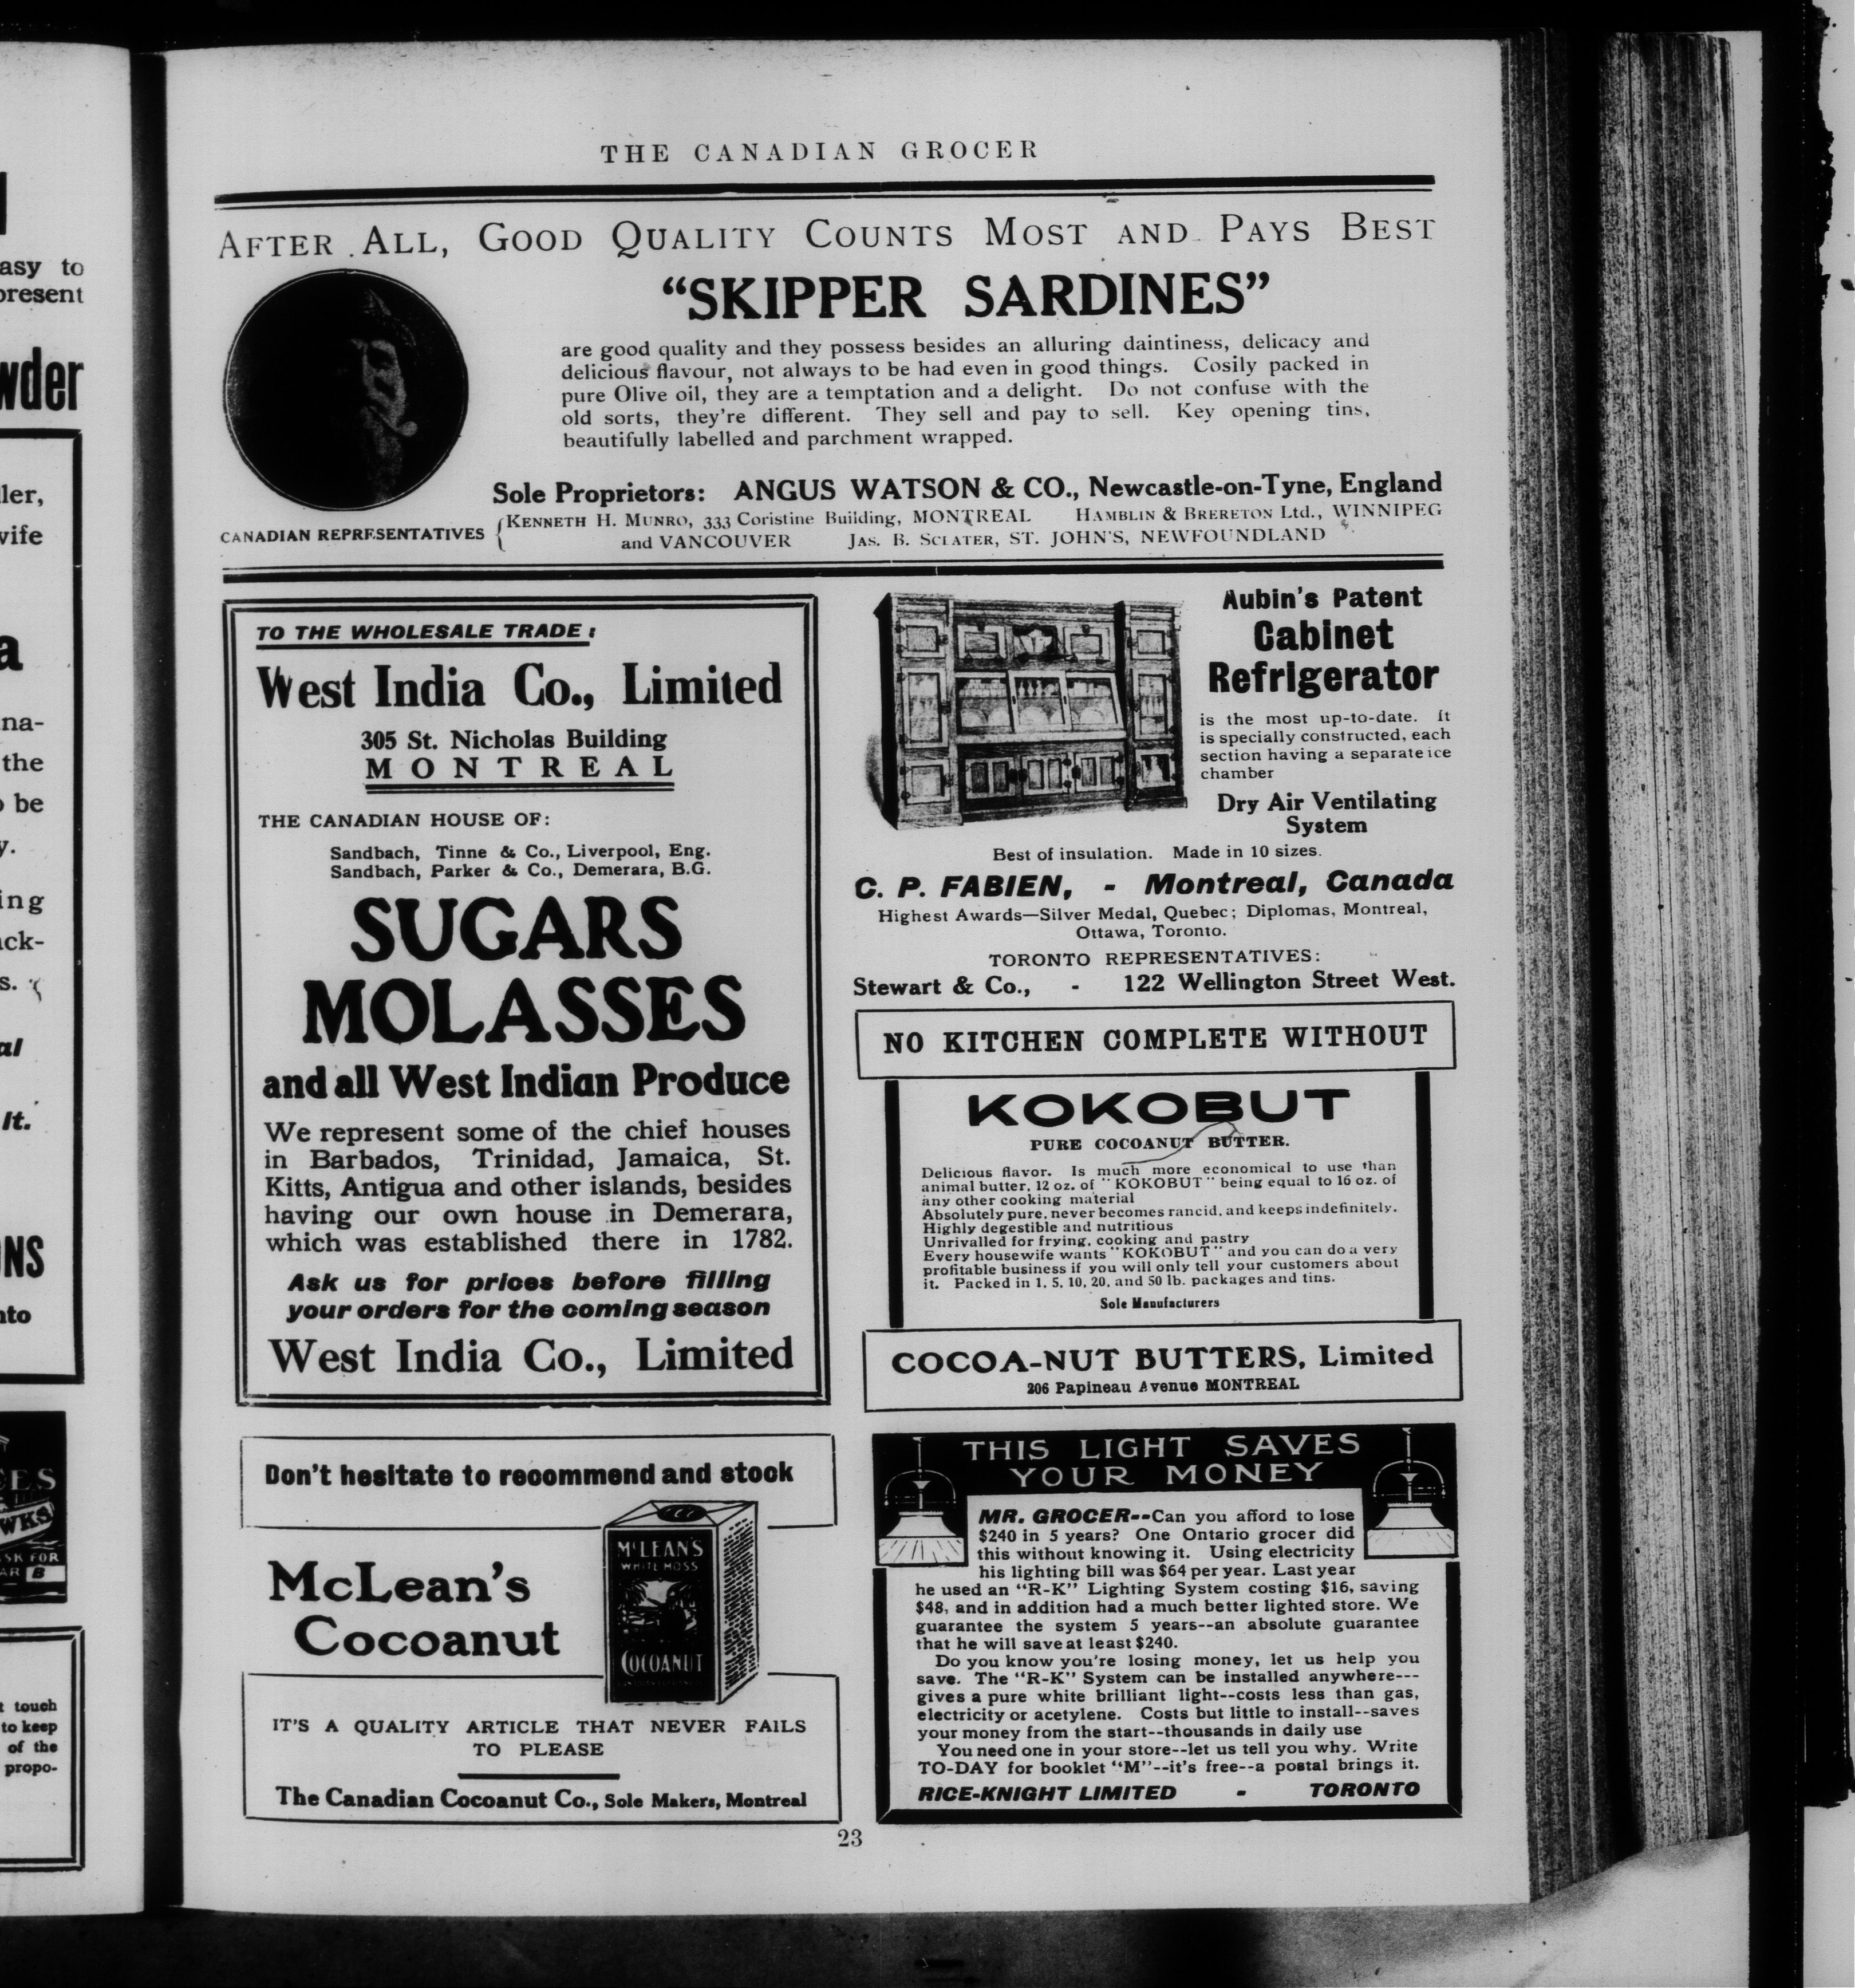 asy to
present
wder
ler,
wife
a
na-
the
be
y.
ing
ack-
s.
al
It.
ONS
nto
WKS
SK FOR
AR B
t touch
to keep
of the
propo-
THE CANADIAN GROCER
AFTER ALL, GOOD QUALITY COUNTS MOST AND PAYS BEST
“SKIPPER SARDINES”
are good quality and they possess besides an alluring daintiness, delicacy and
delicious flavour, not always to be had even in good things. Cosily packed in
pure Olive oil, they are a temptation and a delight. Do not confuse with the
old sorts, they're different. They sell and pay to sell. Key opening tins,
beautifully labelled and parchment wrapped.
Sole Proprietors: ANGUS WATSON & CO., Newcastle-on-Tyne, England
CANADIAN REPRESENTATIVES
KENNETH H. MUNRO, 333 Coristine Building, MONTREAL HAMBLIN & BRERETON Ltd., WINNIPEG
and VANCOUVER JAS. B. SCLATER, ST. JOHN'S, NEWFOUNDLAND
TO THE WHOLESALE TRADE:
West India Co., Limited
305 St. Nicholas Building
MONTREAL
THE CANADIAN HOUSE OF:
Sandbach, Tinne & Co., Liverpool, Eng.
Sandbach, Parker & Co., Demerara, B.G.
SUGARS
MOLASSES
and all West Indian Produce
We represent some of the chief houses
in Barbados, Trinidad, Jamaica, St.
Kitts, Antigua and other islands, besides
having our own house in Demerara,
which was established there in 1782.
Ask us for prices before filling
your orders for the coming season
West India Co., Limited
Aubin's Patent
Cabinet
Refrigerator
is the most up-to-date. It
is specially constructed, each
section having a separate ice
chamber
Dry Air Ventilating
System
Best of insulation. Made in 10 sizes.
C. P. FABIEN, - Montreal, Canada
Highest Awards—Silver Medal, Quebec; Diplomas, Montreal,
Ottawa, Toronto.
TORONTO REPRESENTATIVES:
Stewart & Co., - 122 Wellington Street West.
NO KITCHEN COMPLETE WITHOUT
KOKOBUT
PURE COCOANUT BUTTER.
Delicious flavor. Is much more economical to use than
animal butter, 12 oz. of "KOKOBUT" being equal to 16 oz. of
any other cooking material
Absolutely pure, never becomes rancid, and keeps indefinitely.
Highly degestible and nutritious
Unrivalled for frying, cooking and pastry
Every housewife wants "KOKOBUT" and you can do a very
profitable business if you will only tell your customers about
it. Packed in 1, 5, 10, 20, and 50 lb. packages and tins.
Sole Manufacturers
COCOA-NUT BUTTERS, Limited
206 Papineau Avenue MONTREAL
Don't hesitate to recommend and stock
McLean's
Cocoanut
McLEAN'S
WHITE MOSS
COCOANUT
IT'S A QUALITY ARTICLE THAT NEVER FAILS
TO PLEASE
The Canadian Cocoanut Co., Sole Makers, Montreal
THIS LIGHT SAVES
YOUR MONEY
MR. GROCER--Can you afford to lose
$240 in 5 years? One Ontario grocer did
this without knowing it. Using electricity
his lighting bill was $64 per year. Last year
he used an "R-K" Lighting System costing $16, saving
$48, and in addition had a much better lighted store. We
guarantee the system 5 years--an absolute guarantee
that he will save at least $240.
Do you know you're losing money, let us help you
save. The "R-K" System can be installed anywhere---
gives a pure white brilliant light--costs less than gas,
electricity or acetylene. Costs but little to install--saves
your money from the start--thousands in daily use
You need one in your store--let us tell you why. Write
TO-DAY for booklet "M"--it's free--a postal brings it.
RICE-KNIGHT LIMITED - TORONTO
23